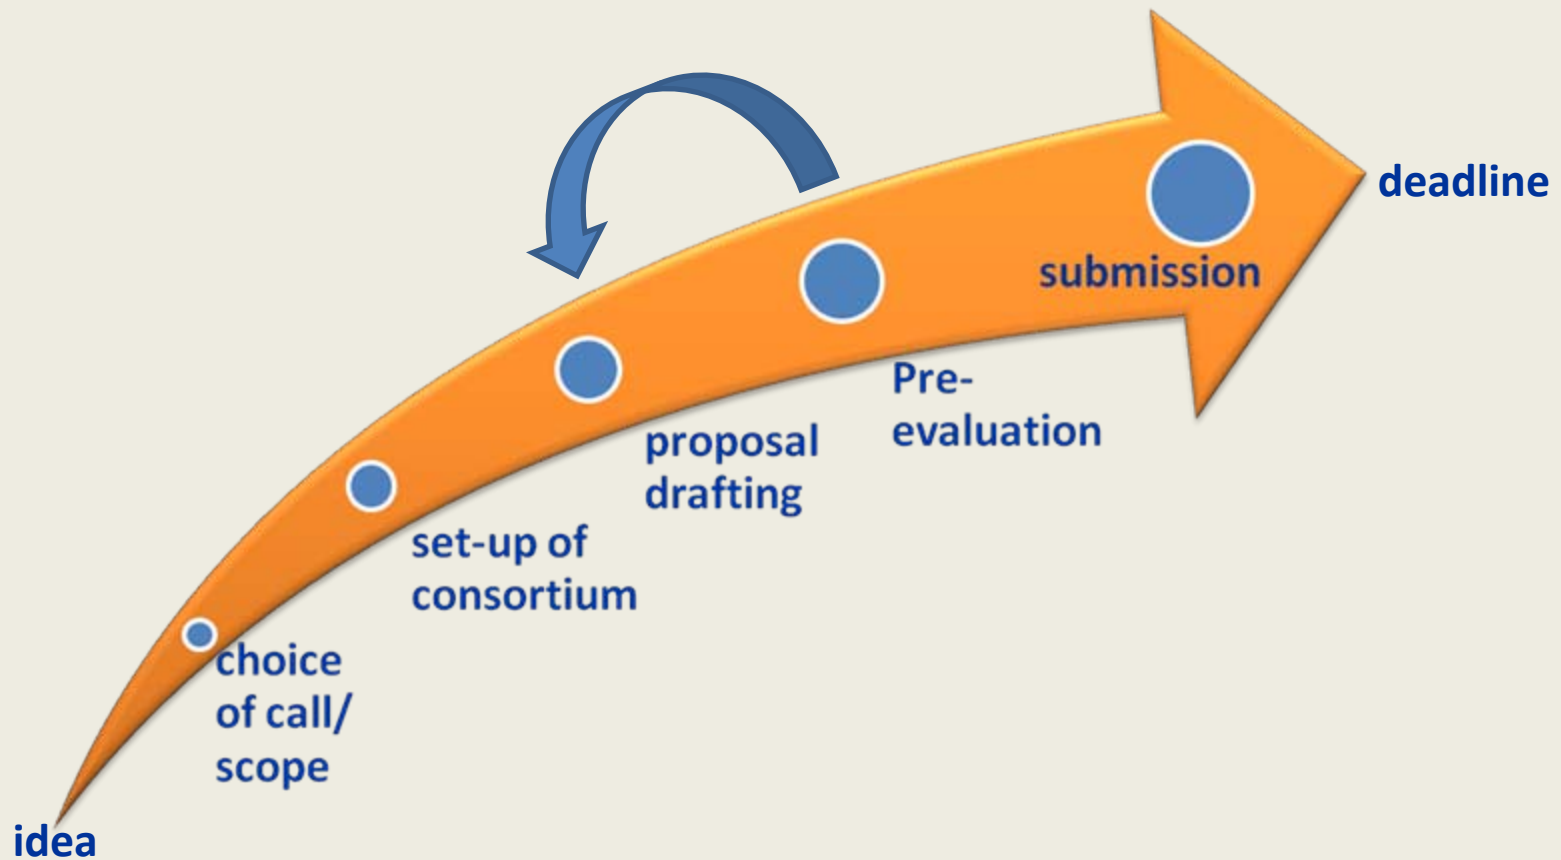 idea
choice
of call/
scope
set-up of
consortium
proposal
drafting
Pre-
evaluation
submission
deadline